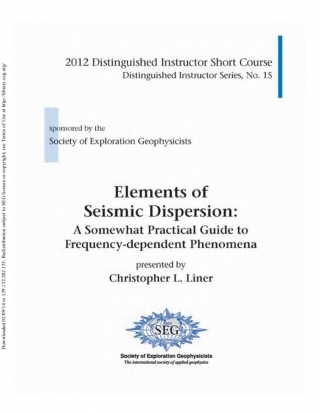 2012 Distinguished Instructor Short Course
Distinguished Instructor Series, No. 15
sponsored by the
Society of Exploration Geophysicists
Elements of
Seismic Dispersion:
A Somewhat Practical Guide to
Frequency-dependent Phenomena
presented by
Christopher L. Liner
SEG
Society of Exploration Geophysicists
The international society of applied geophysics
Downloaded 02/09/14 to 129.132.202.155. Redistribution subject to SEG license or copyright; see Terms of Use at http://library.seg.org/